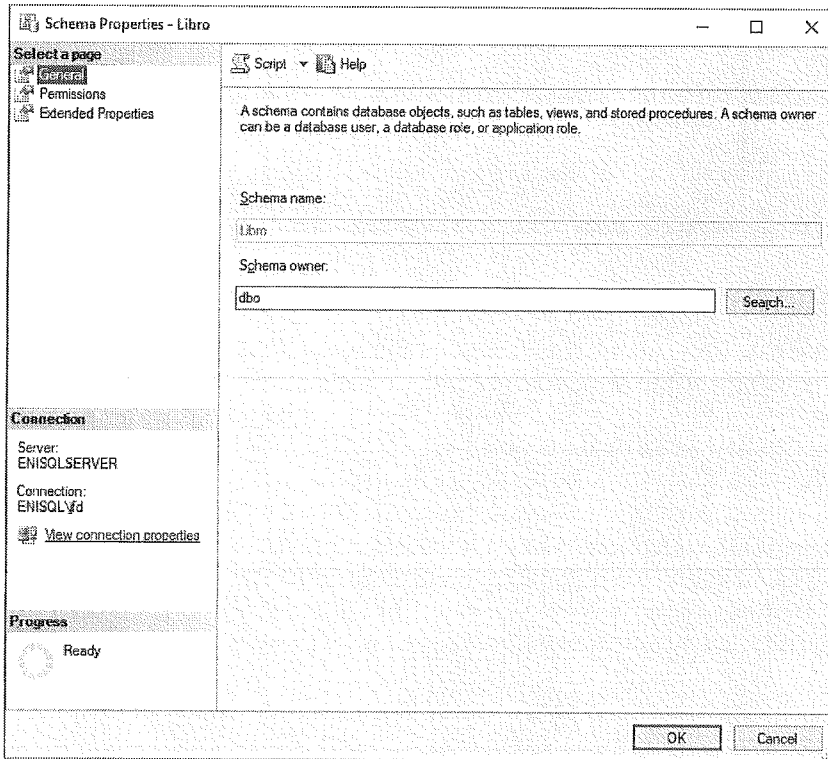 Schema Properties - Libro
Select a page
General
Permissions
Extended Properties
Script
Help
A schema contains database objects, such as tables, views, and stored procedures. A schema owner
can be a database user, a database role, or application role.
Schema name:
Libro
Schema owner:
dbo
Search...
Connection
Server:
ENISQLSERVER
Connection:
ENISQL\jfd
View connection properties
Progress
Ready
OK
Cancel